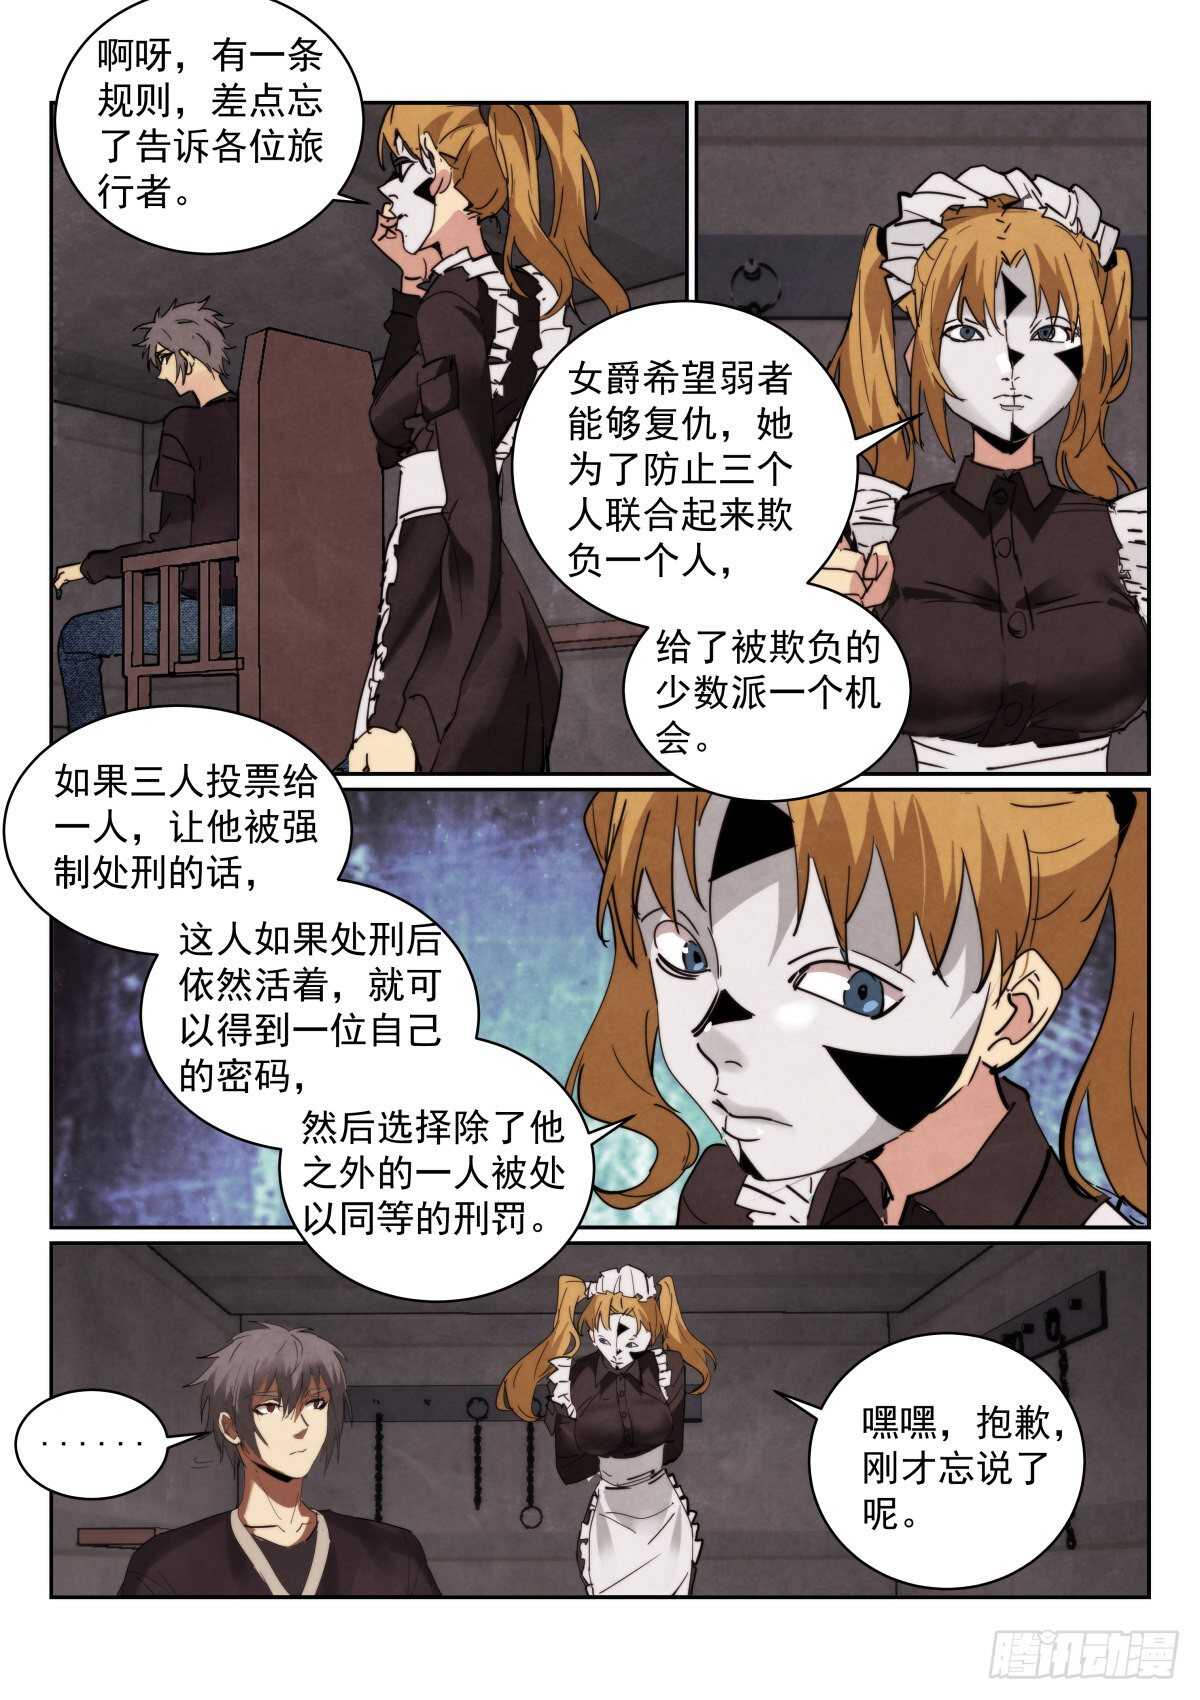 啊呀，有一条
规则，差点忘
了告诉各位旅
行者。
女爵希望弱者
能够复仇，她
为了防止三个
人联合起来欺
负一个人，
给了被欺负的
少数派一个机
会。
如果三人投票给
一人，让他被强
制处刑的话，
这人如果处刑后
依然活着，就可
以得到一位自己
的密码，
然后选择除了他
之外的一人被处
以同等的刑罚。
......
嘿嘿，抱歉，
刚才忘说了
呢。
腾讯动漫